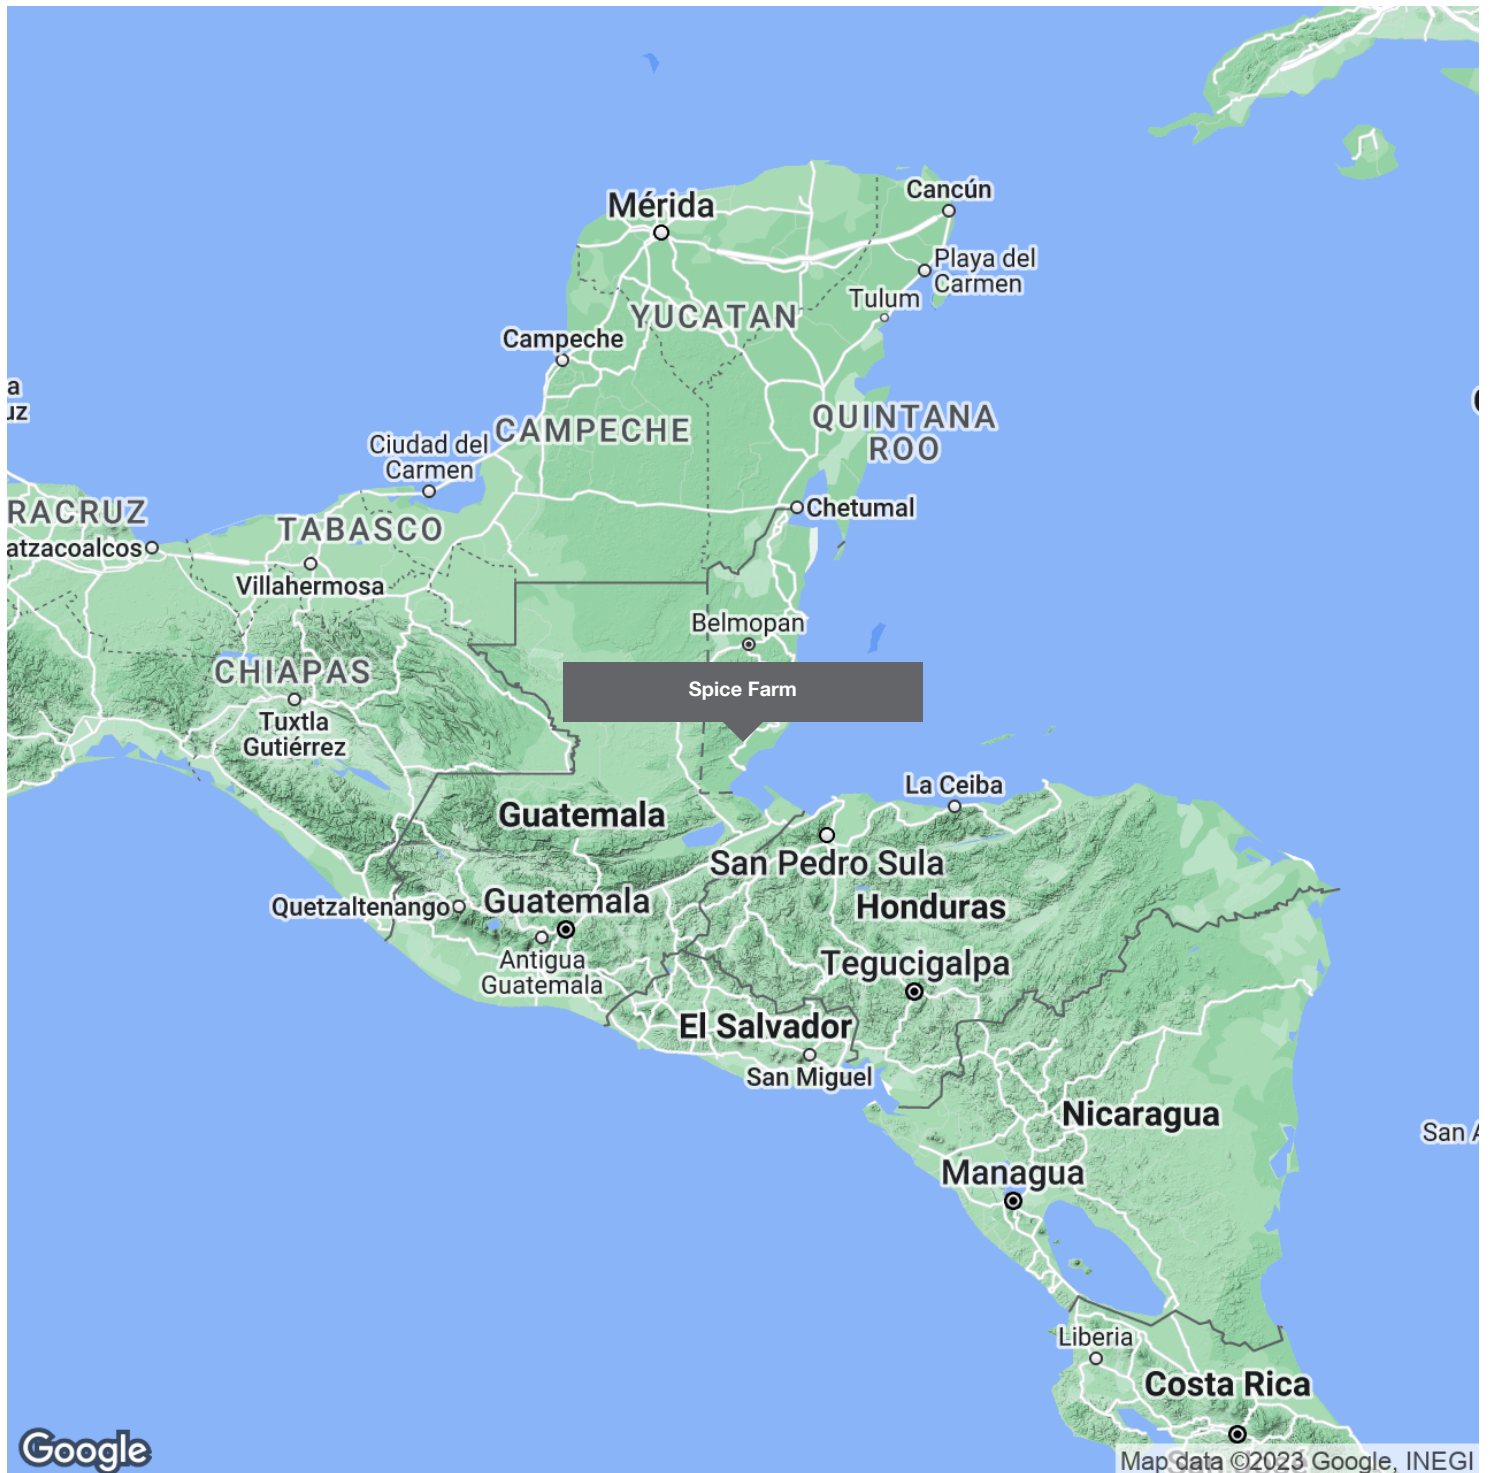 Cancún
Mérida
Playa del
Carmen
Tulum
YUCATAN
Campeche
a
uz
QUINTANA
ROO
CAMPECHE
Ciudad del
Carmen
Chetumal
RACRUZ
TABASCO
atzacoalcos
Villahermosa
Belmopan
CHIAPAS
Spice Farm
Tuxtla
Gutiérrez
La Ceiba
Guatemala
San Pedro Sula
Quetzaltenango
Guatemala
Honduras
Antigua
Guatemala
Tegucigalpa
El Salvador
San Miguel
Nicaragua
San A
Managua
Liberia
Costa Rica
Google
Map data ©2023 Google, INEGI